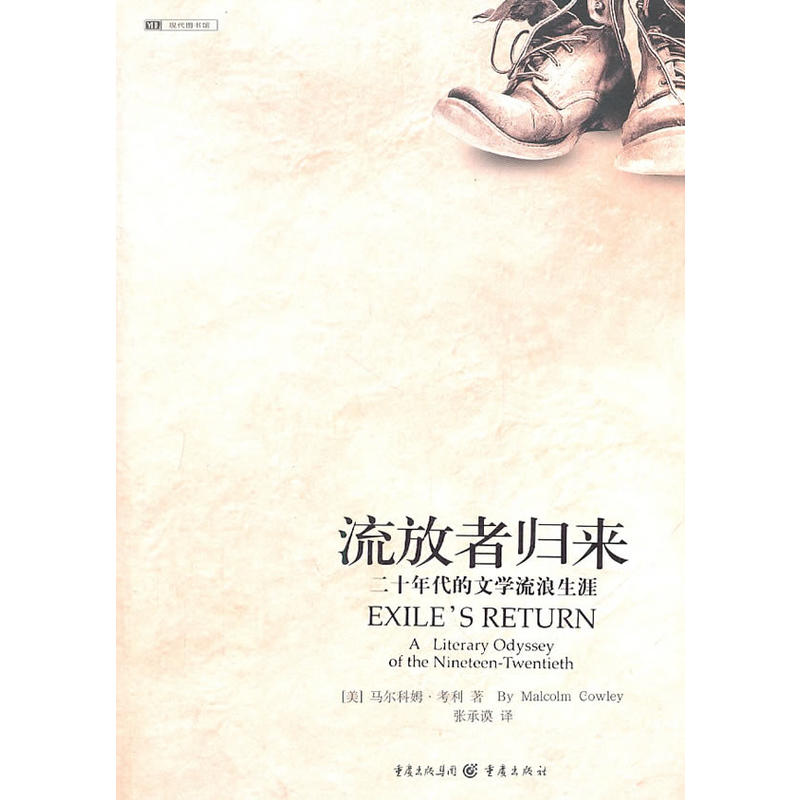 现代图书馆
流放者归来
二十年代的文学流浪生涯
EXILE'S RETURN
A Literary Odyssey
of the Nineteen-Twentieth
[美] 马尔科姆·考利 著 By Malcolm Cowley
张承谟 译
重庆出版集团 重庆出版社